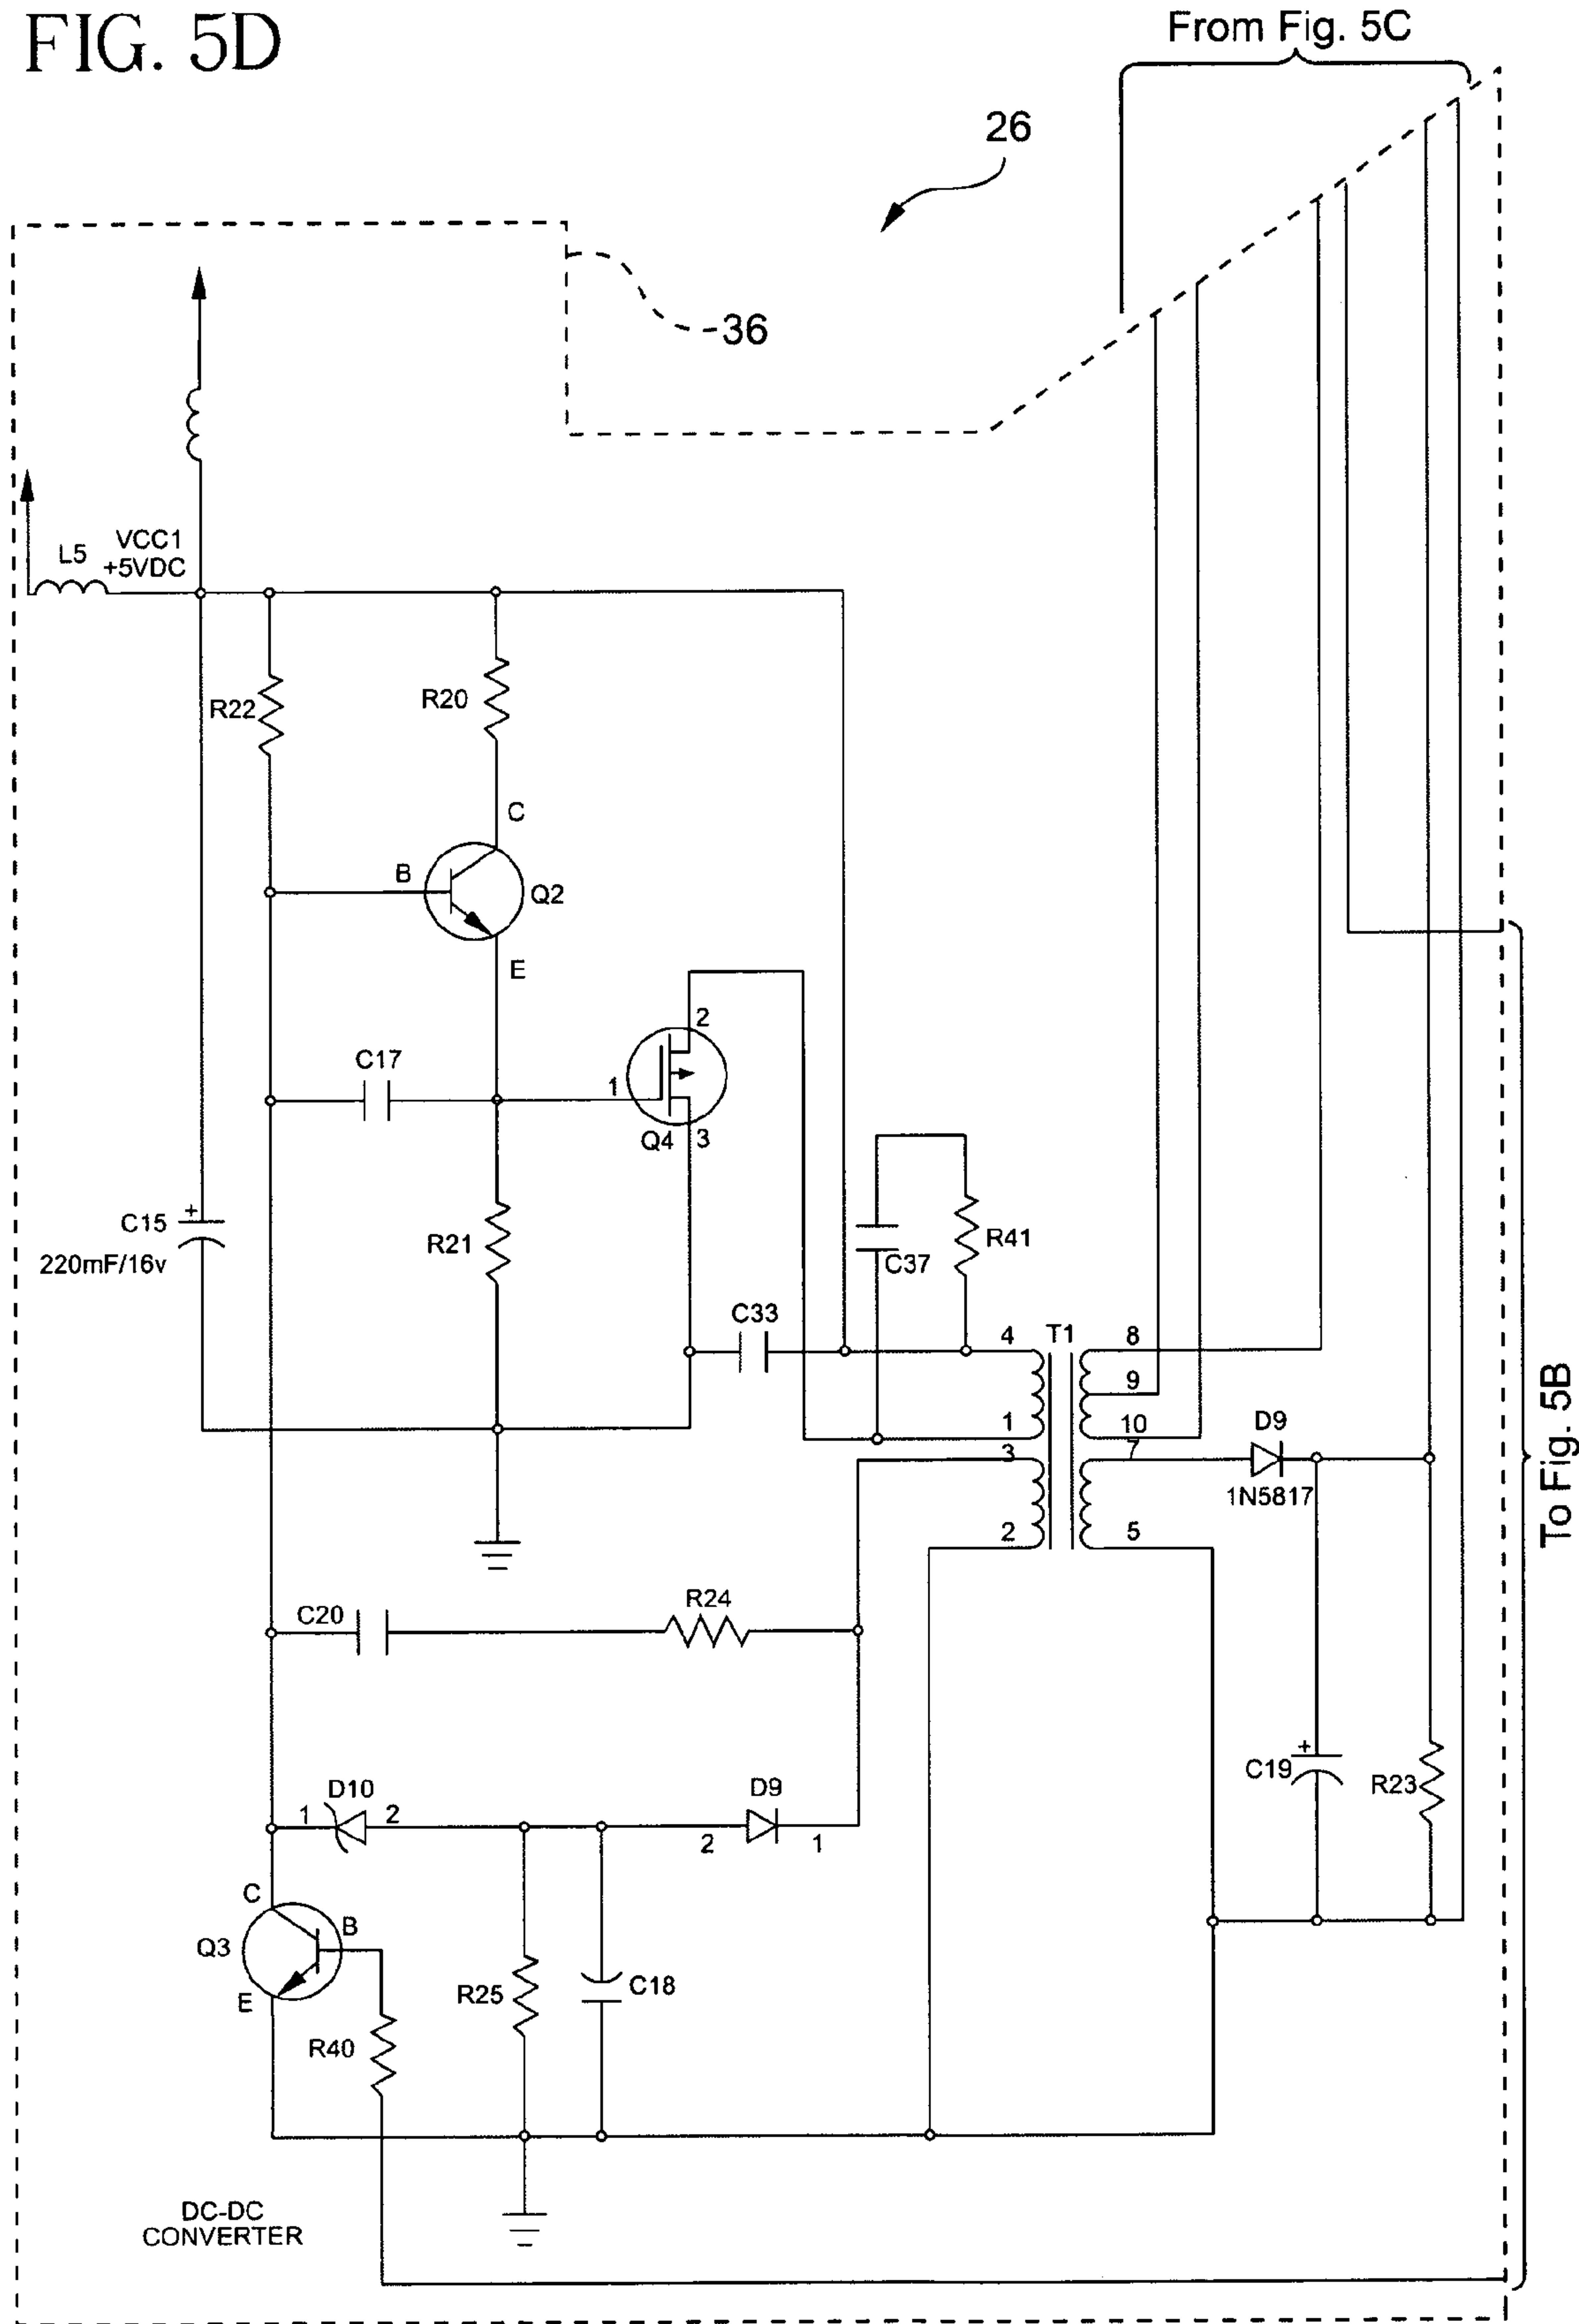 FIG. 5D
From Fig. 5C
26
36
L5
VCC1
+5VDC
R22
R20
C
B
Q2
E
2
C17
1
Q4
3
C15
+
220mF/16v
R21
C37
R41
C33
4
T1
8
9
1
10
3
7
D9
1N5817
2
5
To Fig. 5B
C20
R24
C19
+
R23
D10
1
2
D9
2
1
C
B
Q3
E
R25
C18
R40
DC-DC
CONVERTER